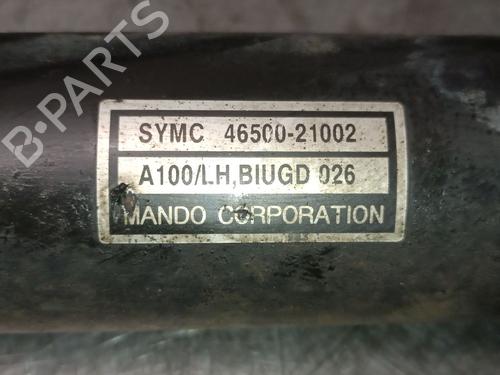 B-Parts
SYMC 46500-21002
A100/LH,BIUGD 026
MANDO CORPORATION